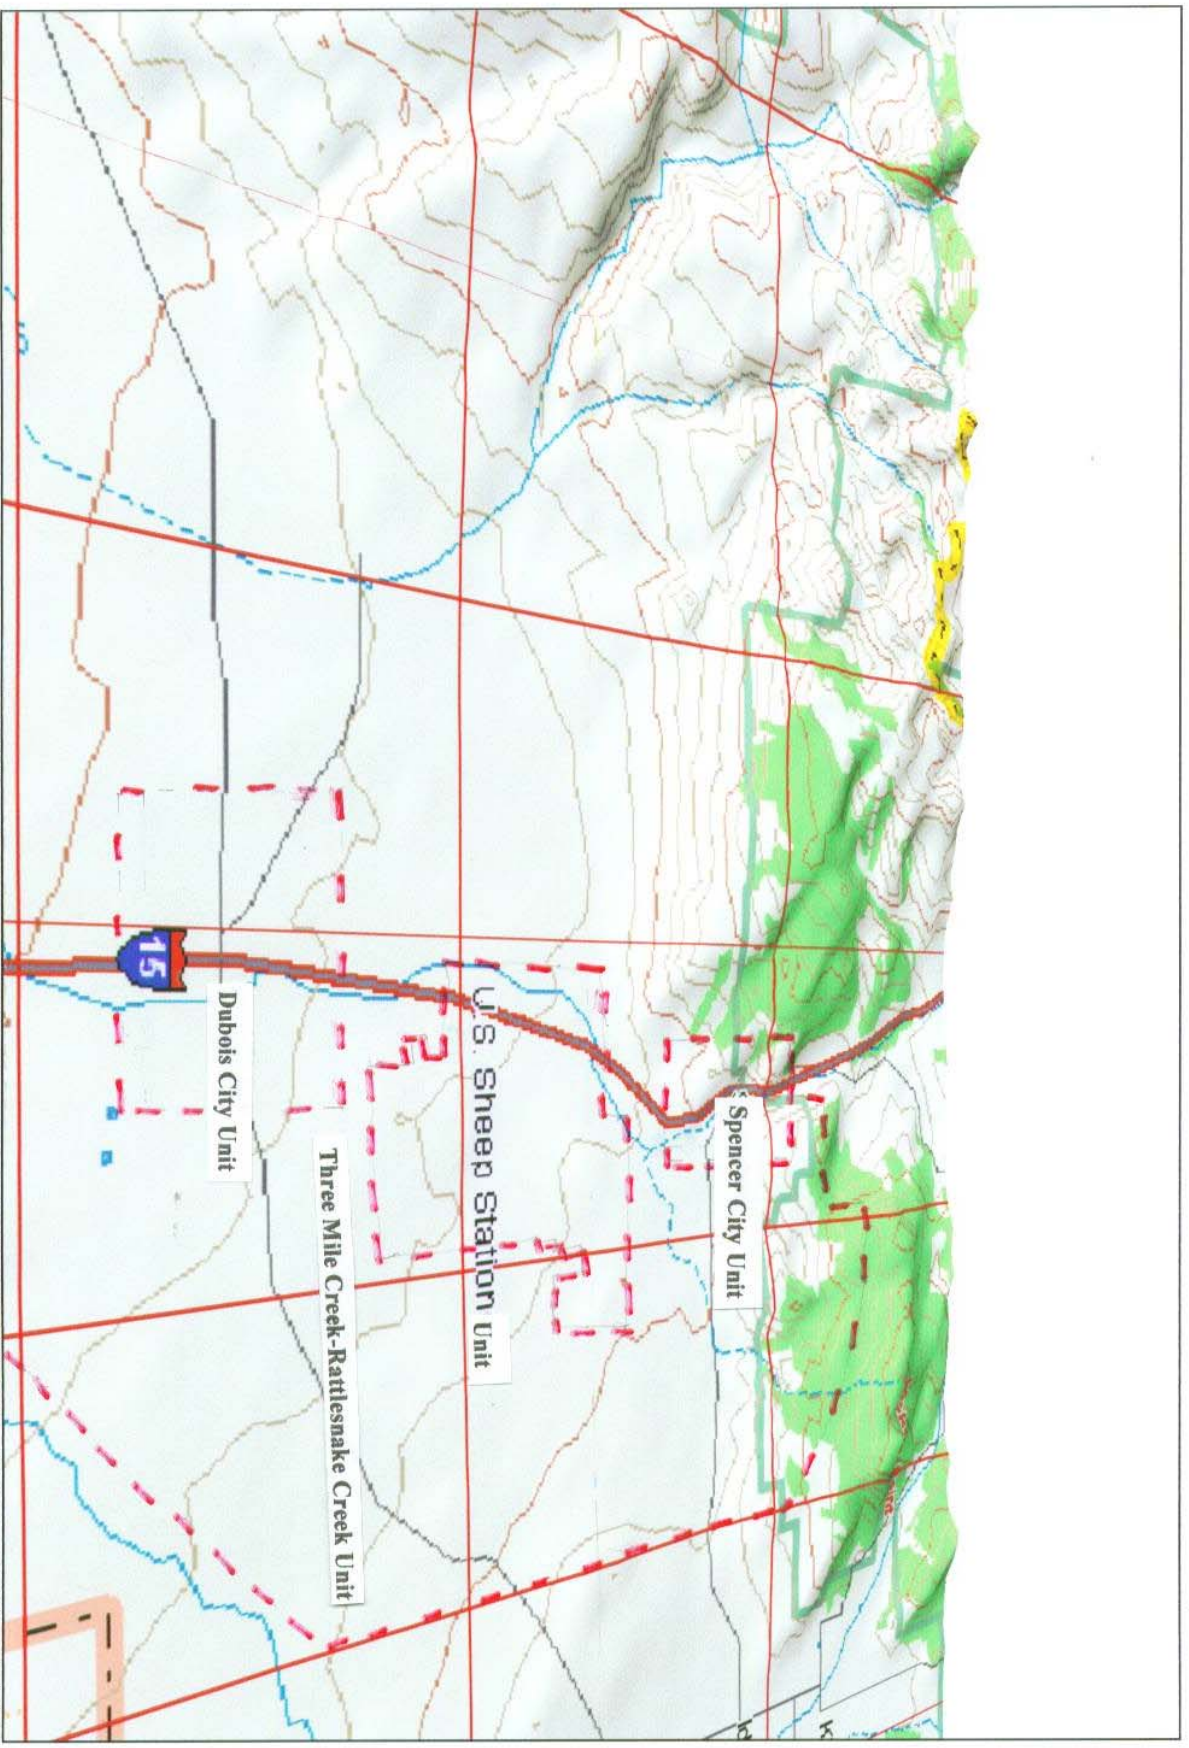 15
Dubois City Unit
Three Mile Creek-Rattlesnake Creek Unit
U.S. Sheep Station Unit
Spencer City Unit